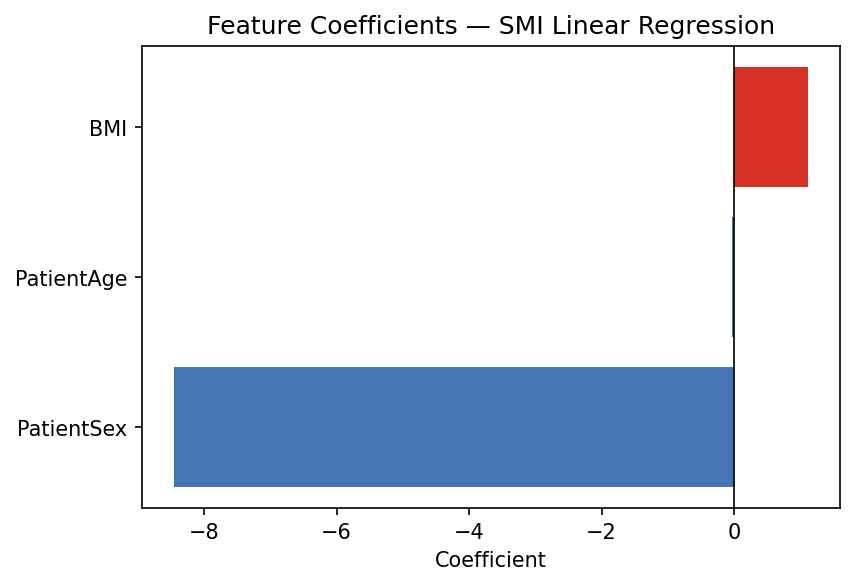 Feature Coefficients — SMI Linear Regression
BMI
PatientAge
PatientSex
−8 −6 −4 −2 0
Coefficient